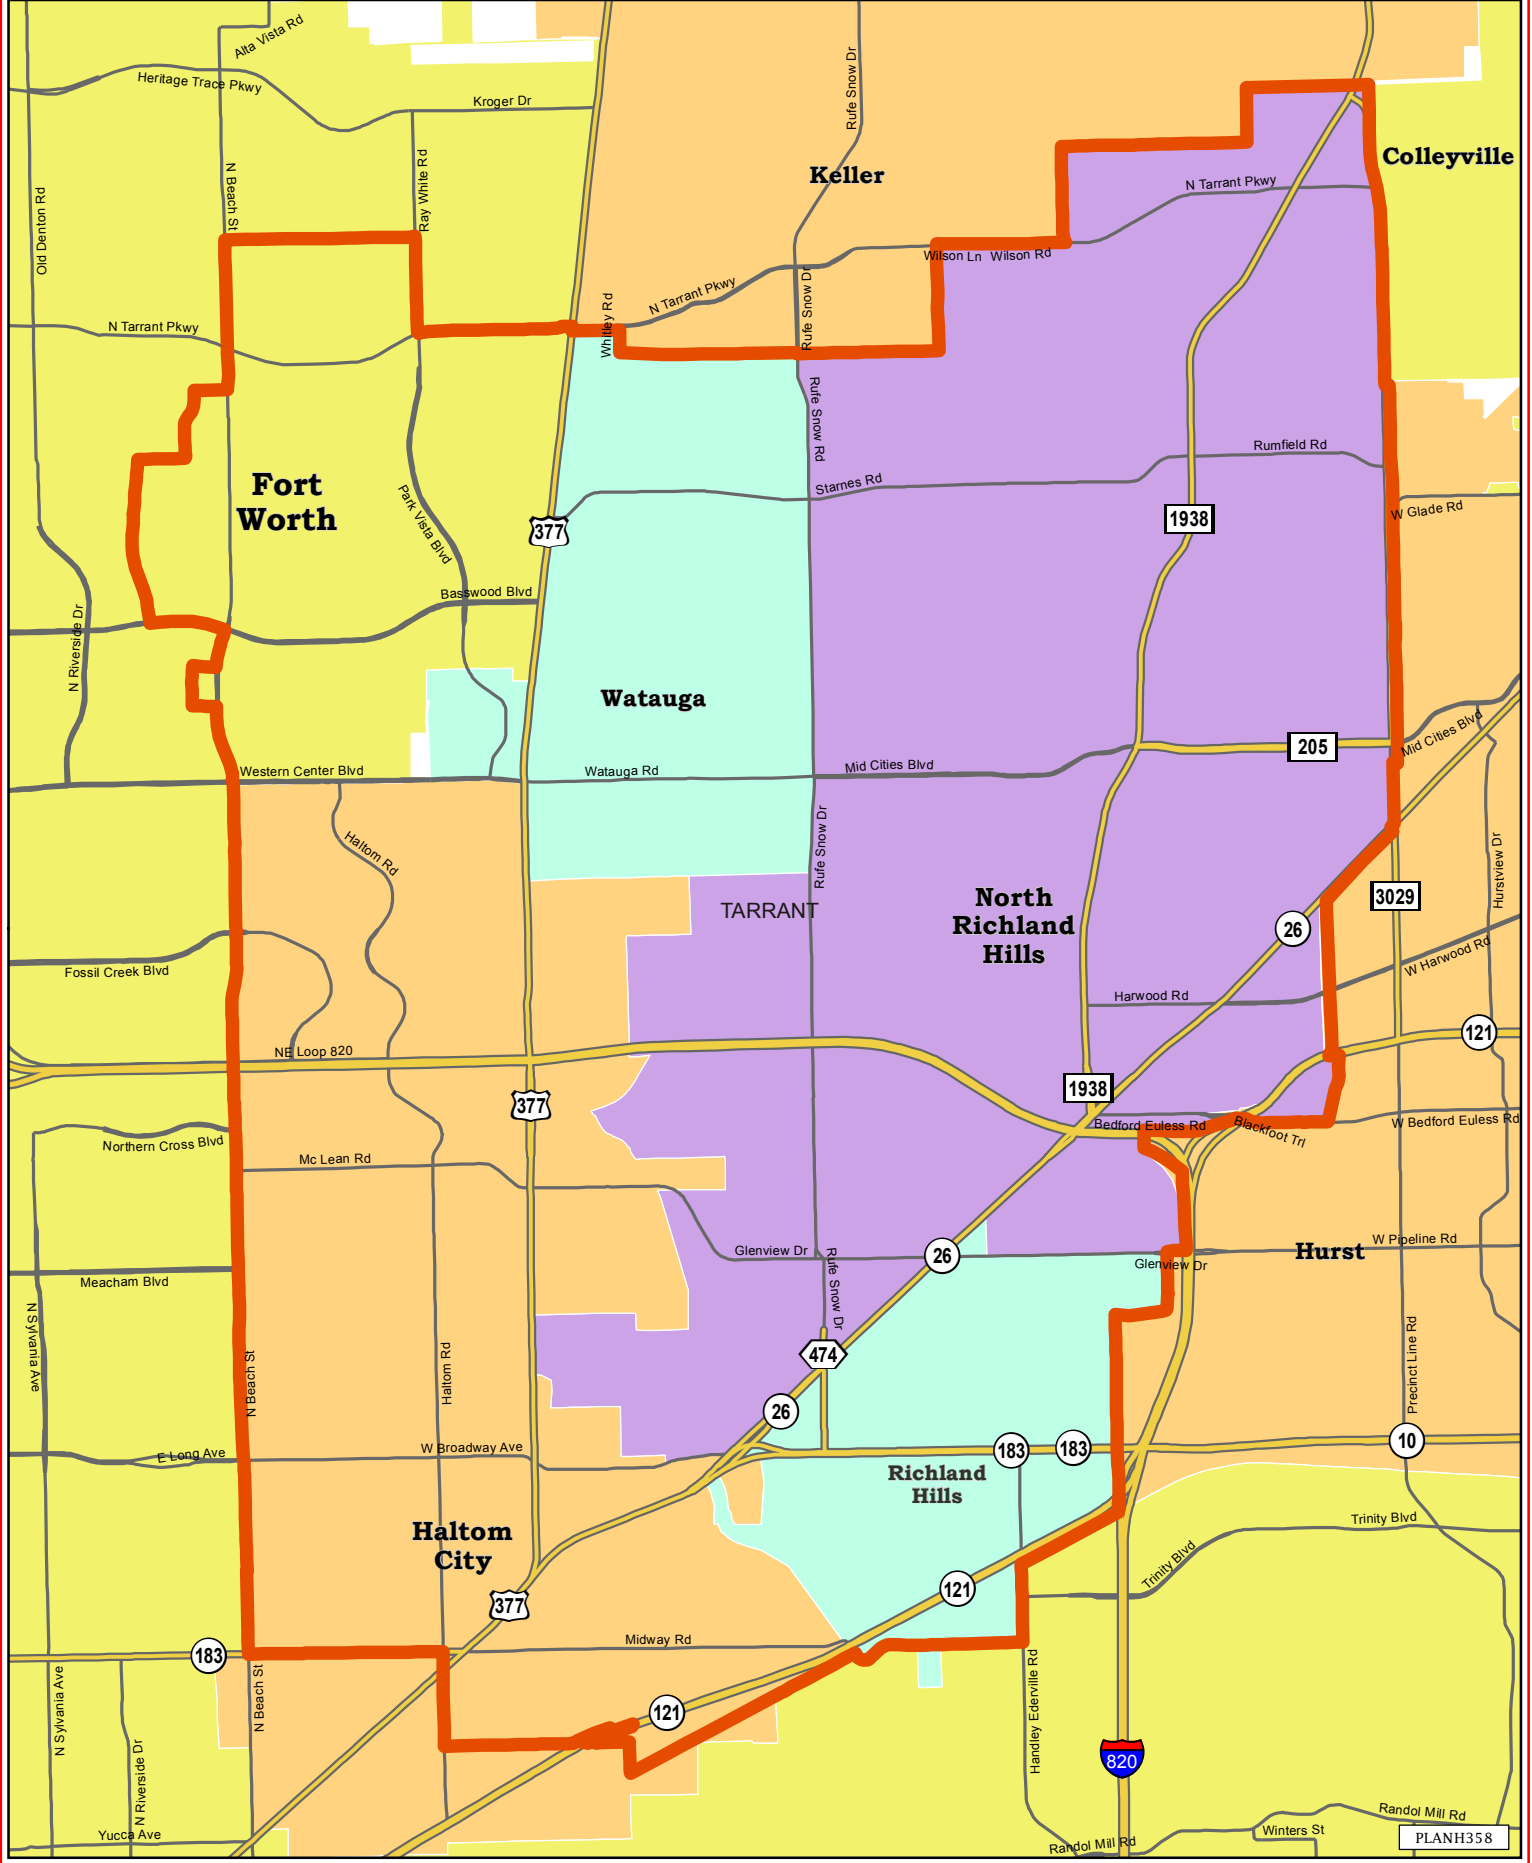 Alta Vista Rd
Heritage Trace Pkwy
Kroger Dr
Rufe Snow Dr
Keller
Colleyville
N Beach St
Ray White Rd
Old Denton Rd
N Tarrant Pkwy
Wilson Ln
Wilson Rd
N Tarrant Pkwy
Rufe Snow Dr
Whitley Rd
N Tarrant Pkwy
Rufe Snow Rd
Rumfield Rd
Starnes Rd
Fort
Worth
Park Vista Blvd
377
1938
W Glade Rd
Basswood Blvd
N Riverside Dr
Watauga
205
Mid Cities Blvd
Western Center Blvd
Watauga Rd
Mid Cities Blvd
Haltom Rd
Rufe Snow Dr
Hurstview Dr
TARRANT
North
Richland
Hills
3029
26
Fossil Creek Blvd
W Harwood Rd
Harwood Rd
121
NE Loop 820
377
1938
Bedford Euless Rd
Blackfoot Trl
W Bedford Euless Rd
Northern Cross Blvd
Mc Lean Rd
Glenview Dr
26
Hurst
W Pipeline Rd
Glenview Dr
Meacham Blvd
N Sylvania Ave
Rufe Snow Dr
474
Precinct Line Rd
N Beach St
Haltom Rd
26
E Long Ave
W Broadway Ave
183
183
10
Richland
Hills
Haltom
City
Trinity Blvd
Trinity Blvd
377
121
183
Midway Rd
N Sylvania Ave
N Beach St
121
Handley Ederville Rd
N Riverside Dr
820
Yucca Ave
Randol Mill Rd
Winters St
Randol Mill Rd
PLANH358